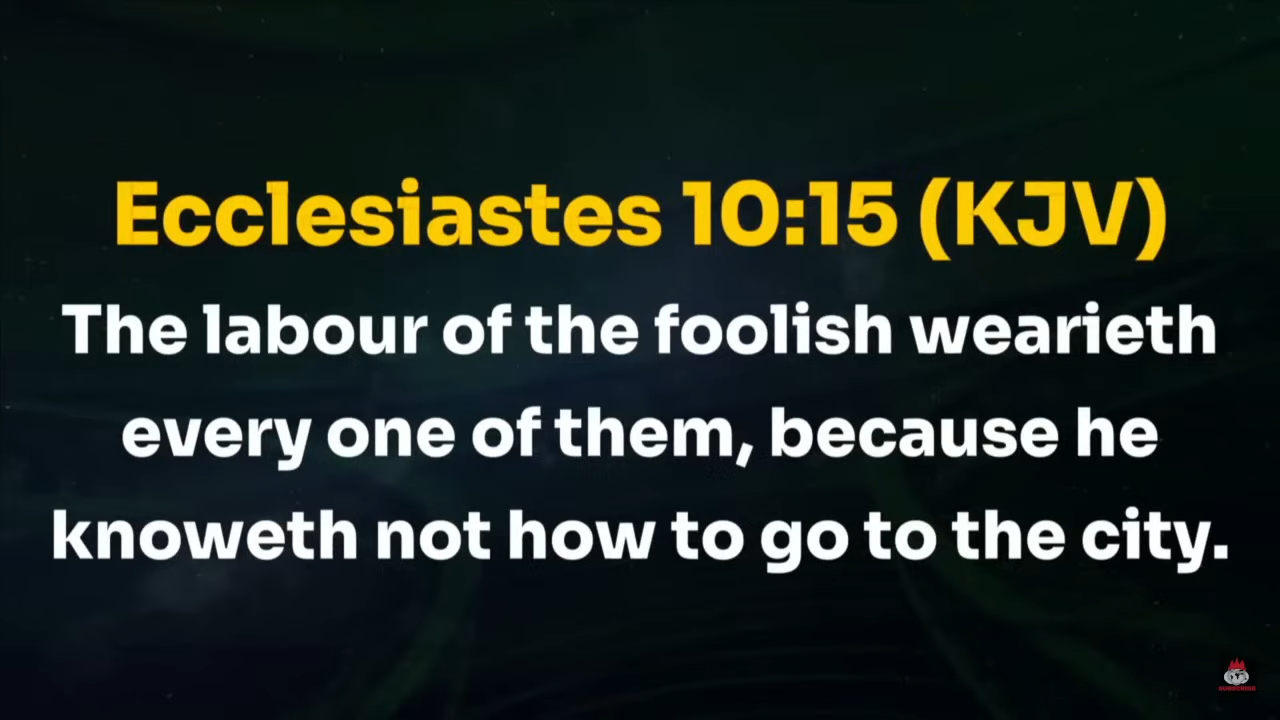 Ecclesiastes 10:15 (KJV)
The labour of the foolish wearieth
every one of them, because he
knoweth not how to go to the city.
SUBSCRIBE